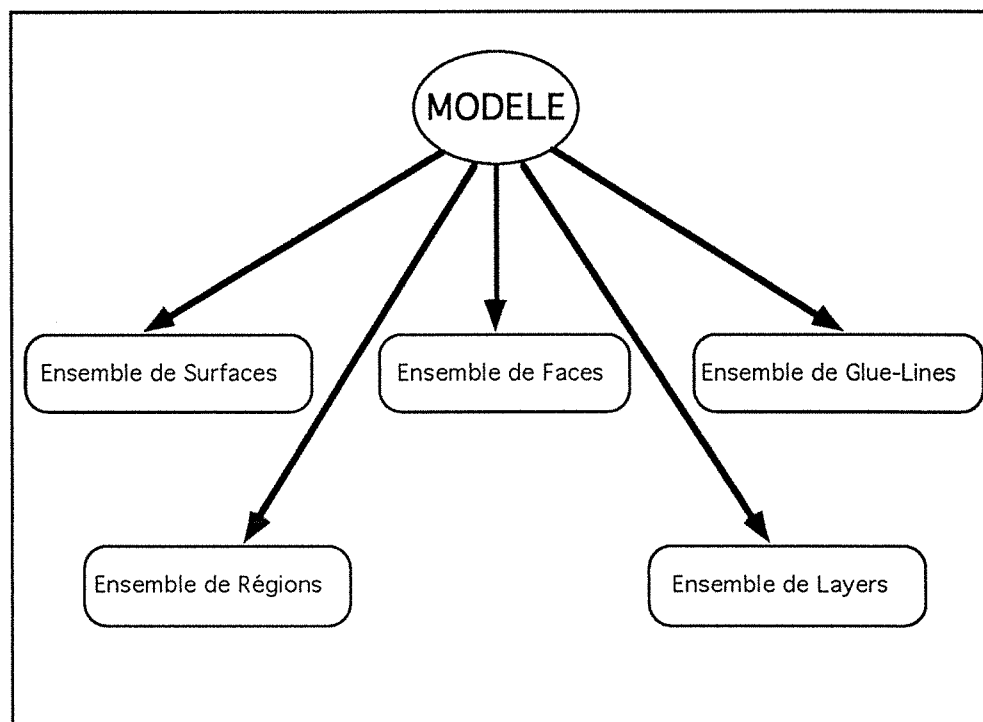 MODELE
Ensemble de Surfaces
Ensemble de Faces
Ensemble de Glue-Lines
Ensemble de Régions
Ensemble de Layers